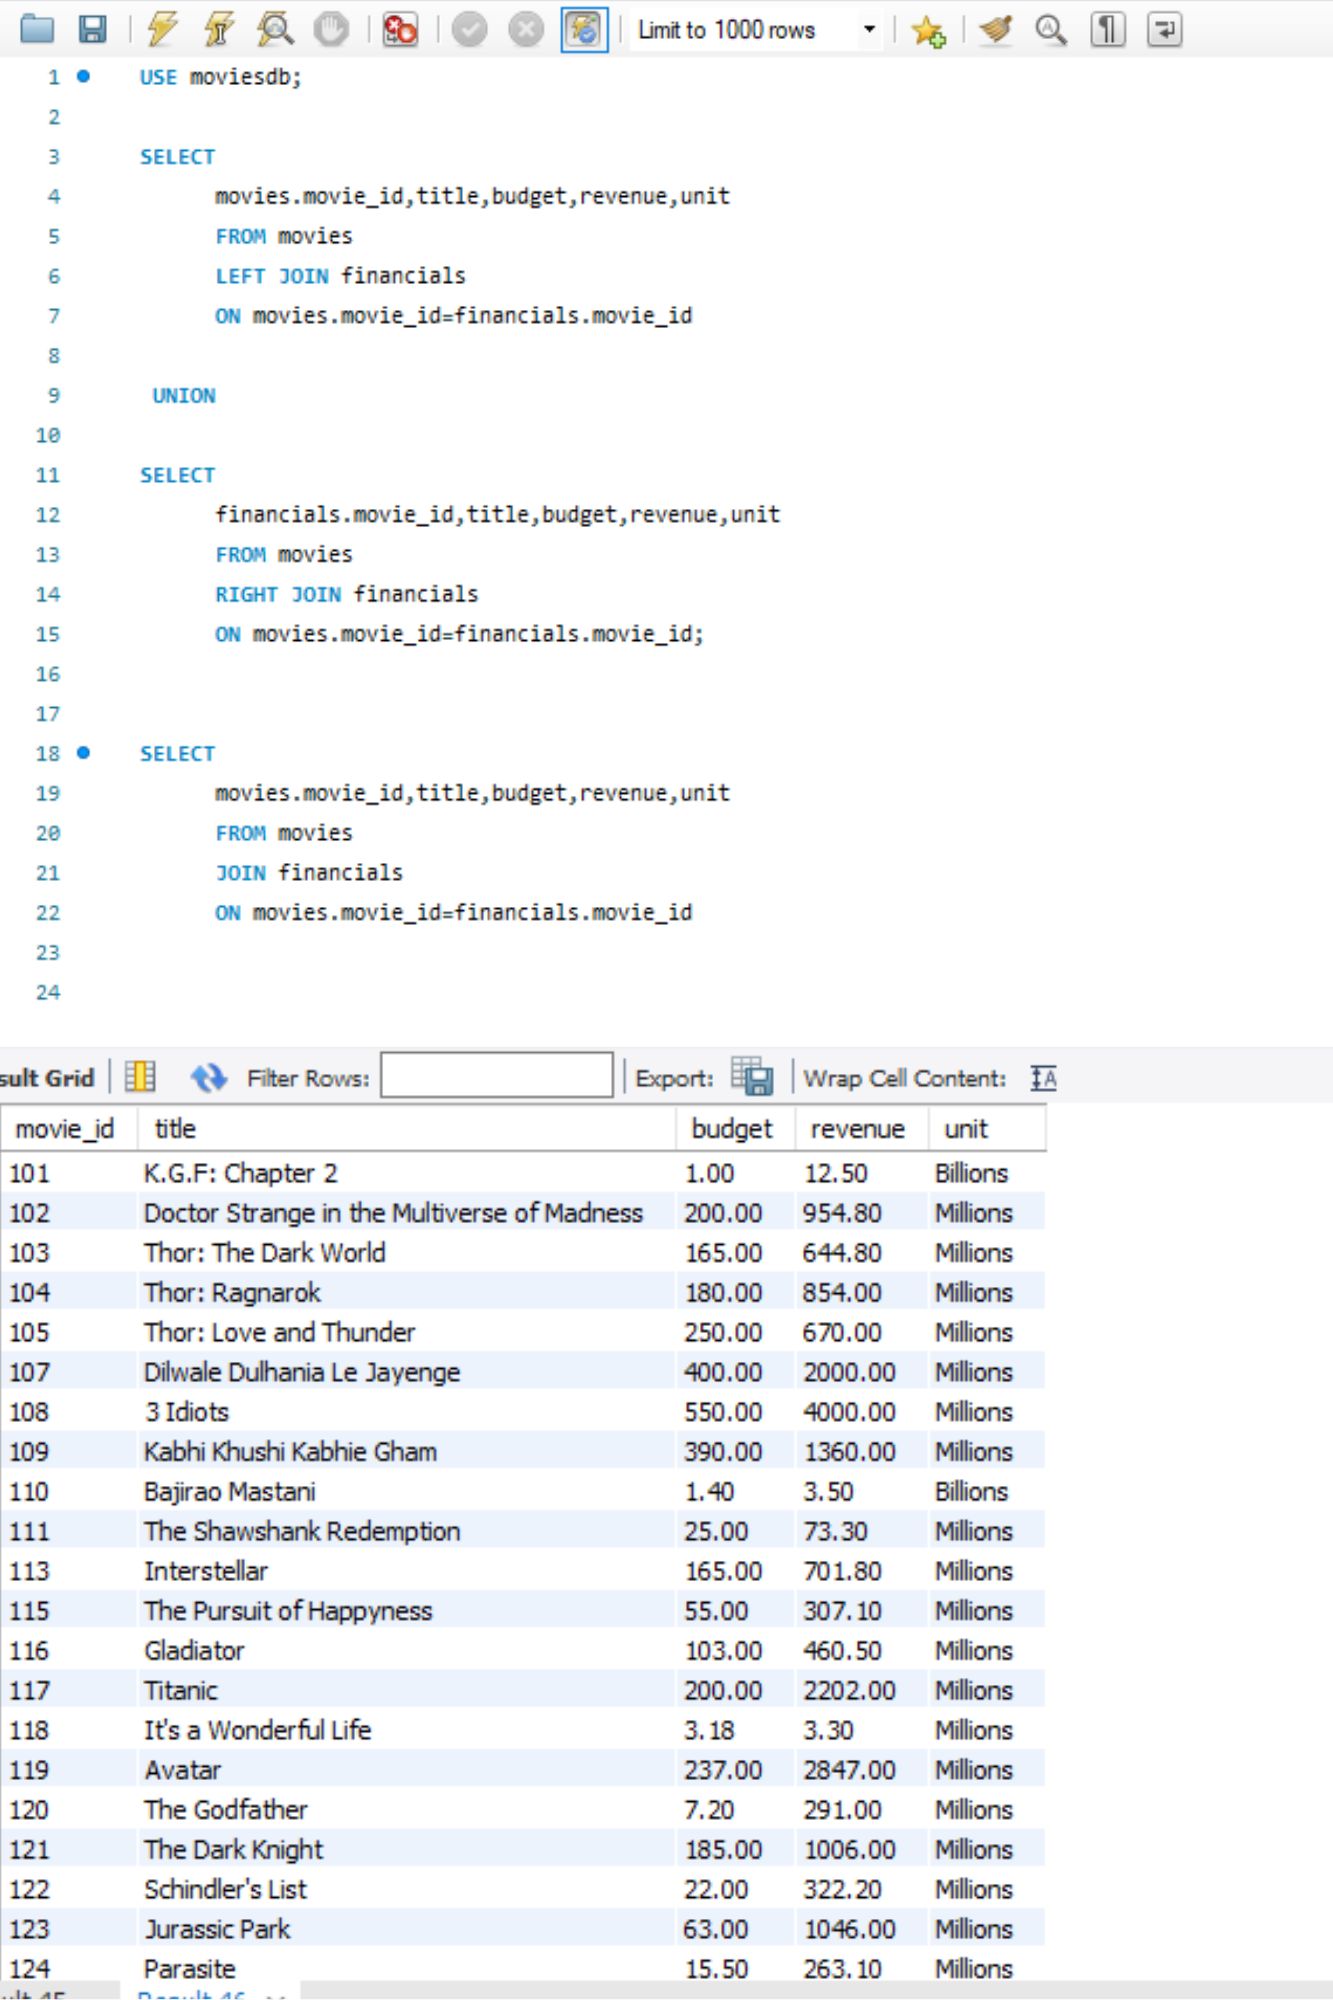 Limit to 1000 rows
1 USE moviesdb;
2
3 SELECT
4 movies.movie_id,title,budget,revenue,unit
5 FROM movies
6 LEFT JOIN financials
7 ON movies.movie_id=financials.movie_id
8
9 UNION
10
11 SELECT
12 financials.movie_id,title,budget,revenue,unit
13 FROM movies
14 RIGHT JOIN financials
15 ON movies.movie_id=financials.movie_id;
16
17
18 SELECT
19 movies.movie_id,title,budget,revenue,unit
20 FROM movies
21 JOIN financials
22 ON movies.movie_id=financials.movie_id
23
24
sult Grid Filter Rows: Export: Wrap Cell Content: IA
movie_id title budget revenue unit
101 K.G.F: Chapter 2 1.00 12.50 Billions
102 Doctor Strange in the Multiverse of Madness 200.00 954.80 Millions
103 Thor: The Dark World 165.00 644.80 Millions
104 Thor: Ragnarok 180.00 854.00 Millions
105 Thor: Love and Thunder 250.00 670.00 Millions
107 Dilwale Dulhania Le Jayenge 400.00 2000.00 Millions
108 3 Idiots 550.00 4000.00 Millions
109 Kabhi Khushi Kabhie Gham 390.00 1360.00 Millions
110 Bajirao Mastani 1.40 3.50 Billions
111 The Shawshank Redemption 25.00 73.30 Millions
113 Interstellar 165.00 701.80 Millions
115 The Pursuit of Happyness 55.00 307.10 Millions
116 Gladiator 103.00 460.50 Millions
117 Titanic 200.00 2202.00 Millions
118 It's a Wonderful Life 3.18 3.30 Millions
119 Avatar 237.00 2847.00 Millions
120 The Godfather 7.20 291.00 Millions
121 The Dark Knight 185.00 1006.00 Millions
122 Schindler's List 22.00 322.20 Millions
123 Jurassic Park 63.00 1046.00 Millions
124 Parasite 15.50 263.10 Millions